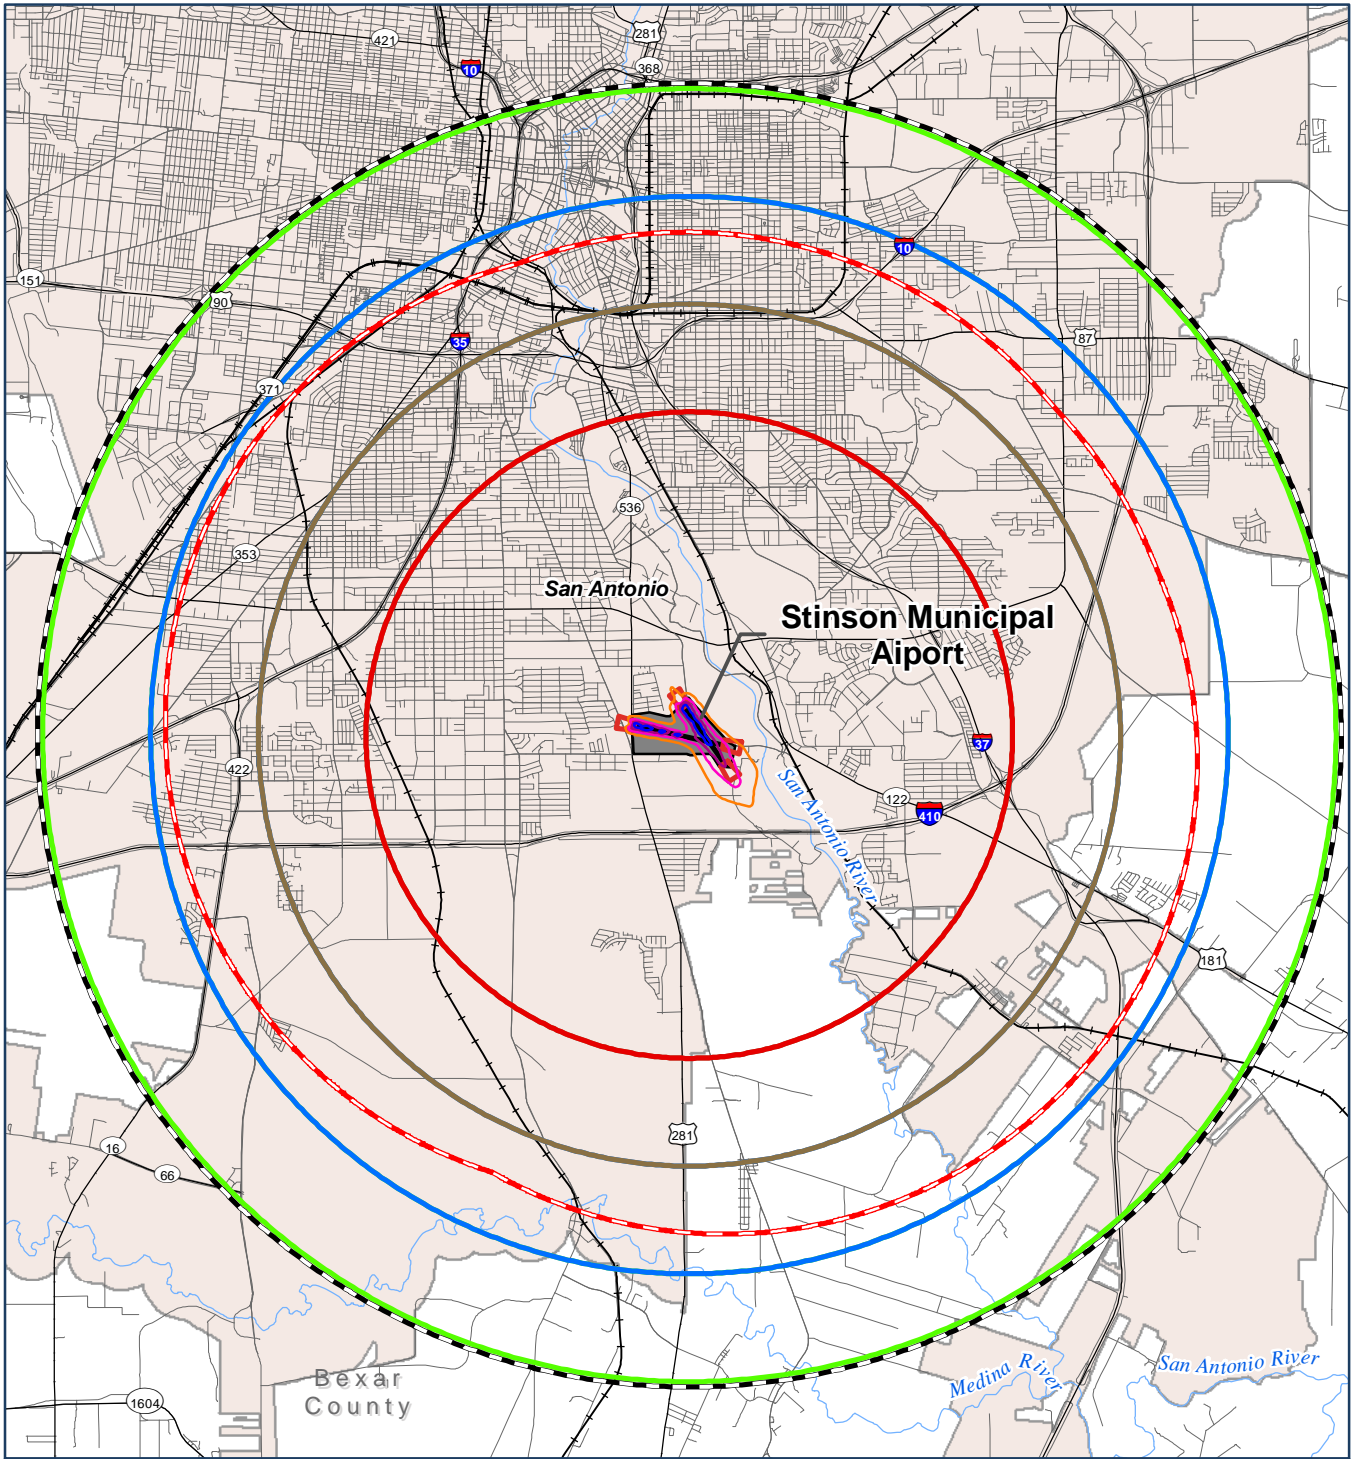 281
421
10
368
10
151
90
87
35
371
536
353
San Antonio
Stinson Municipal
Aiport
37
422
San Antonio River
122
410
181
281
16
66
San Antonio River
Medina River
Bexar
County
1604